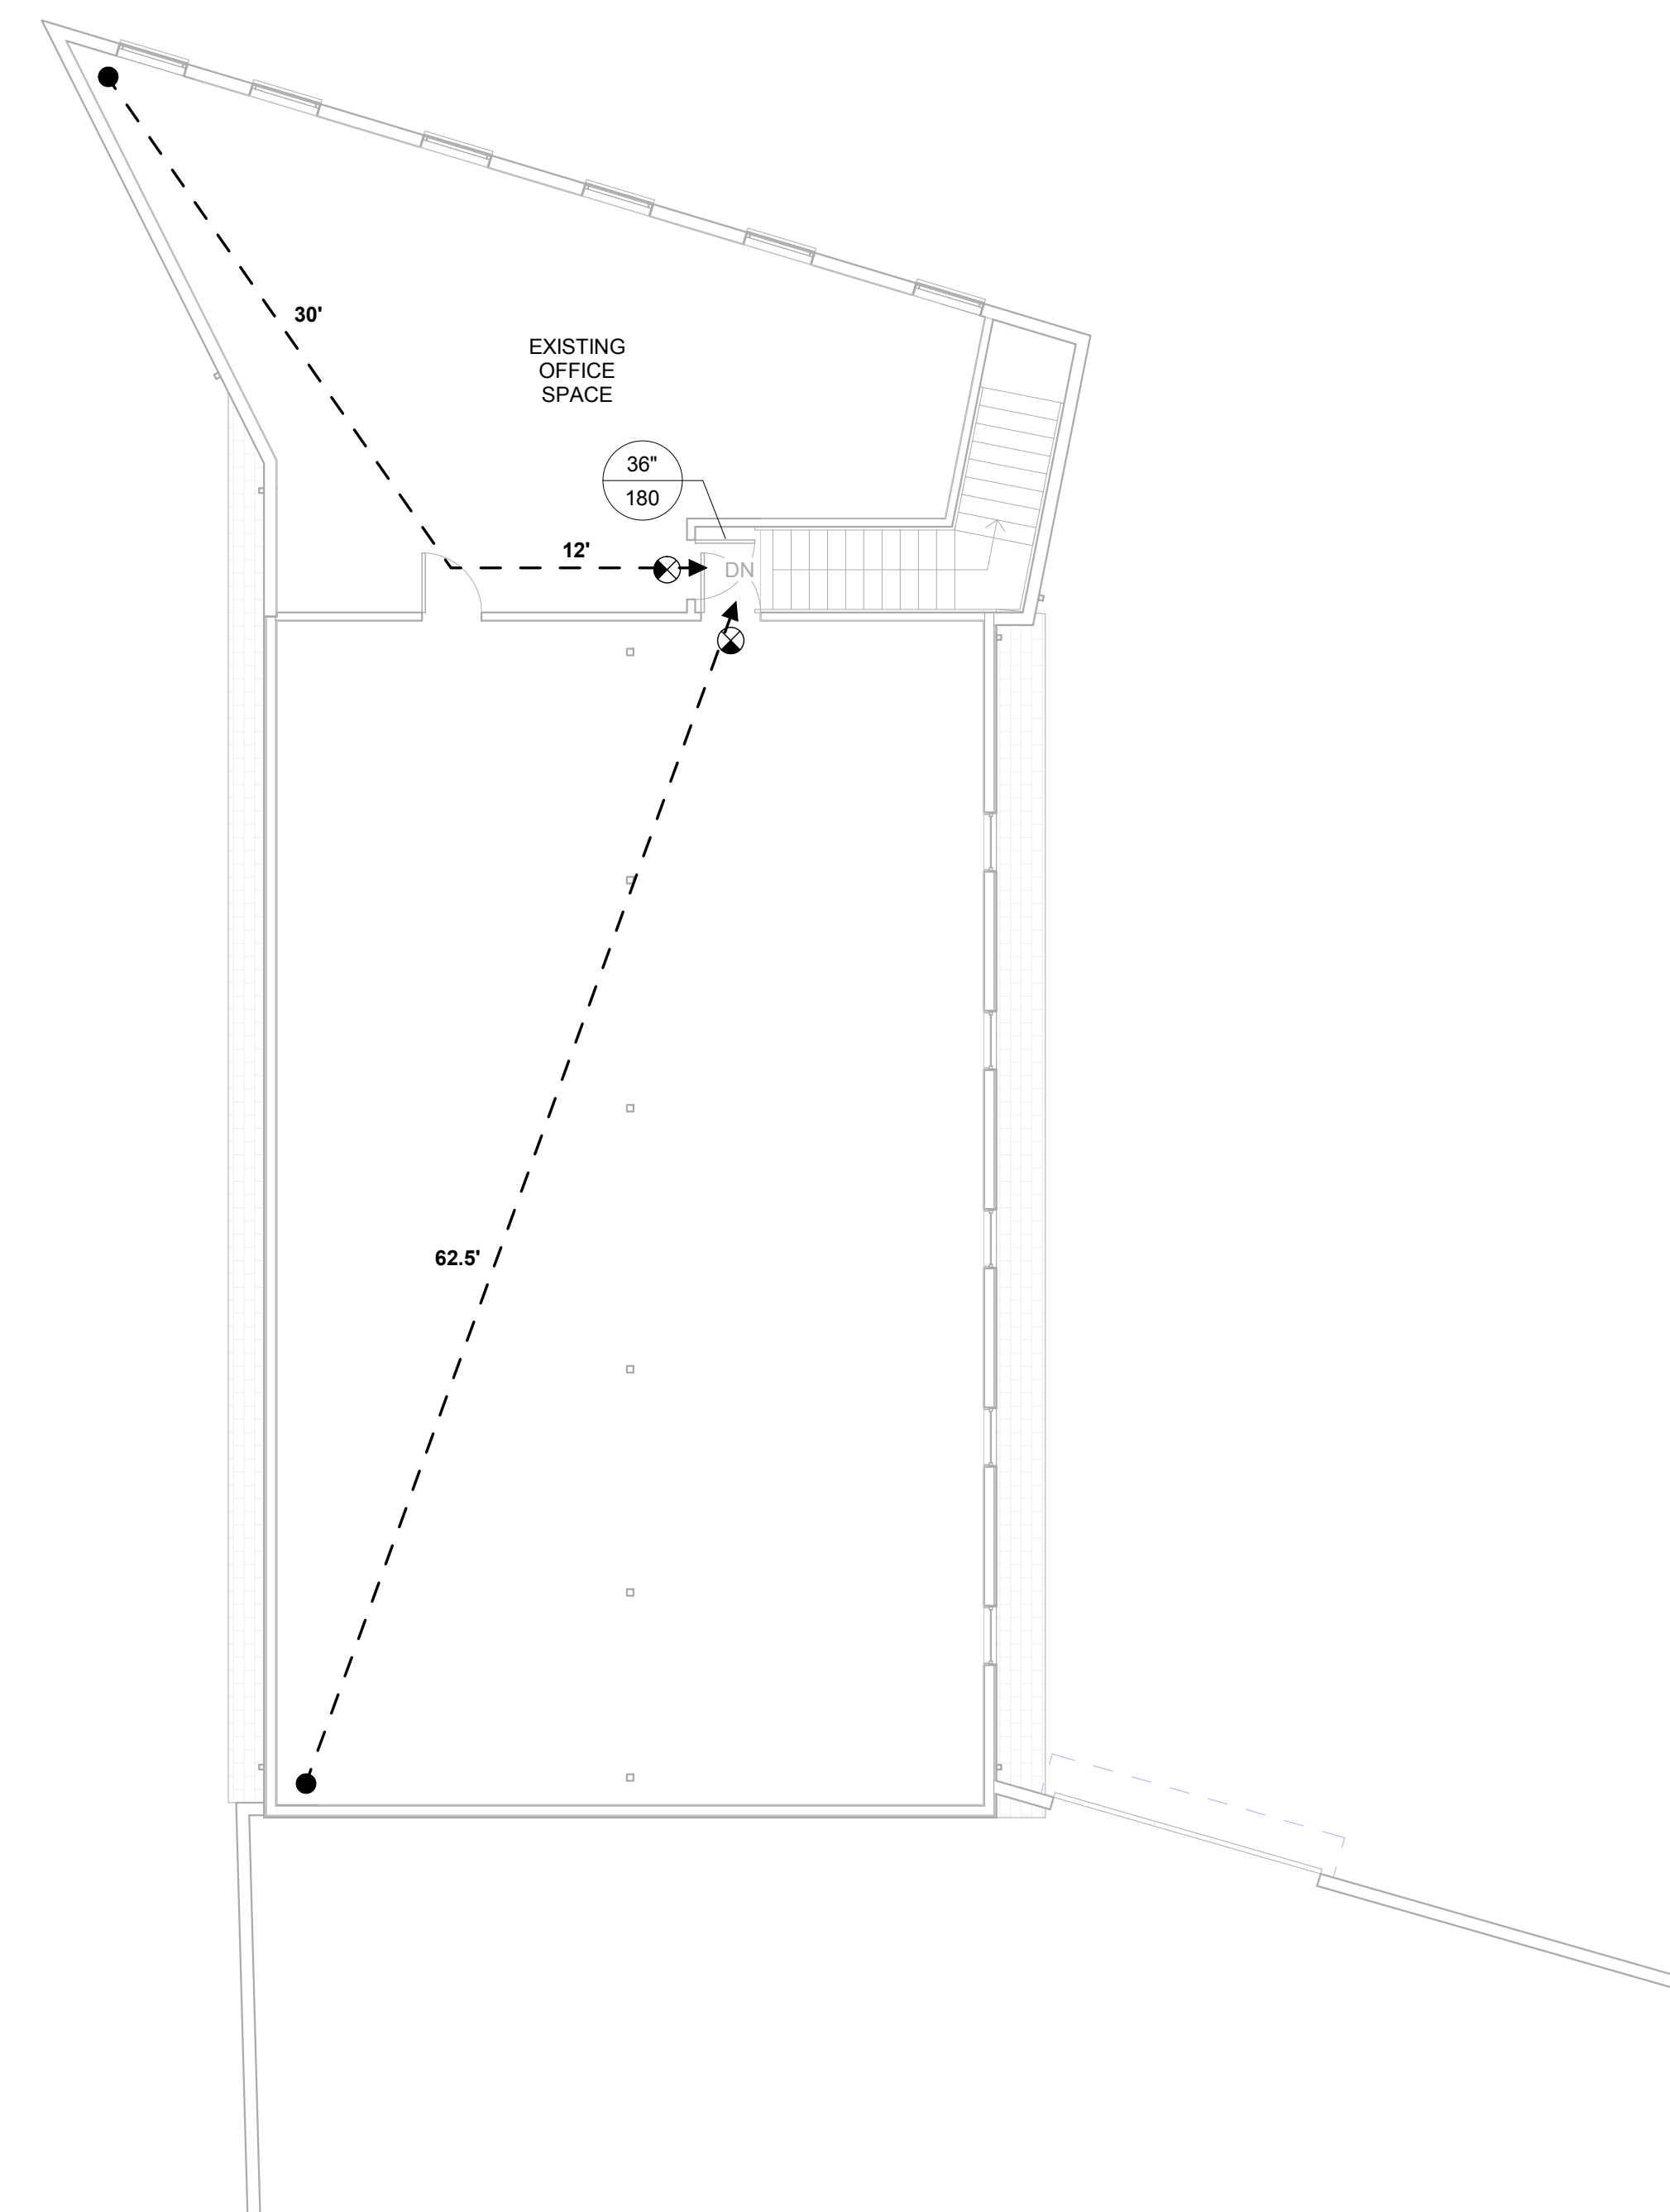 30'
EXISTING
OFFICE
SPACE
36"
180
12'
DN
62.5'